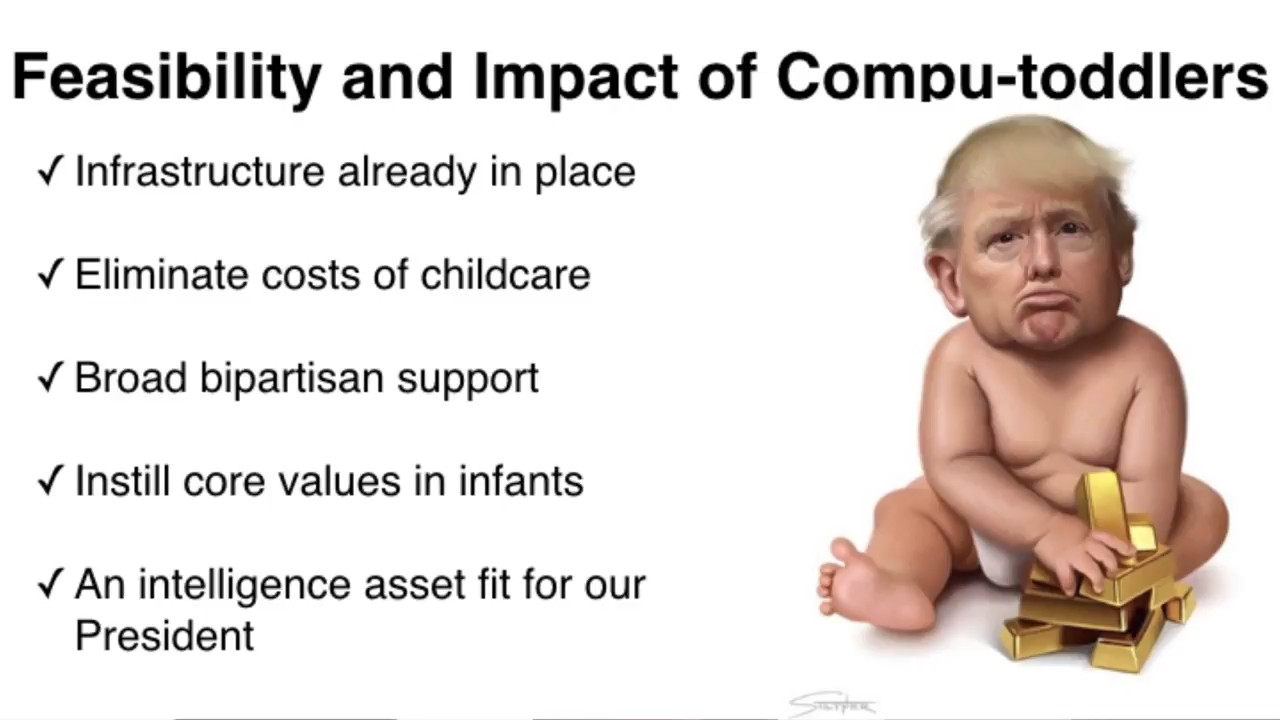 Feasibility and Impact of Compu-toddlers
✓ Infrastructure already in place
✓ Eliminate costs of childcare
✓ Broad bipartisan support
✓ Instill core values in infants
✓ An intelligence asset fit for our
President